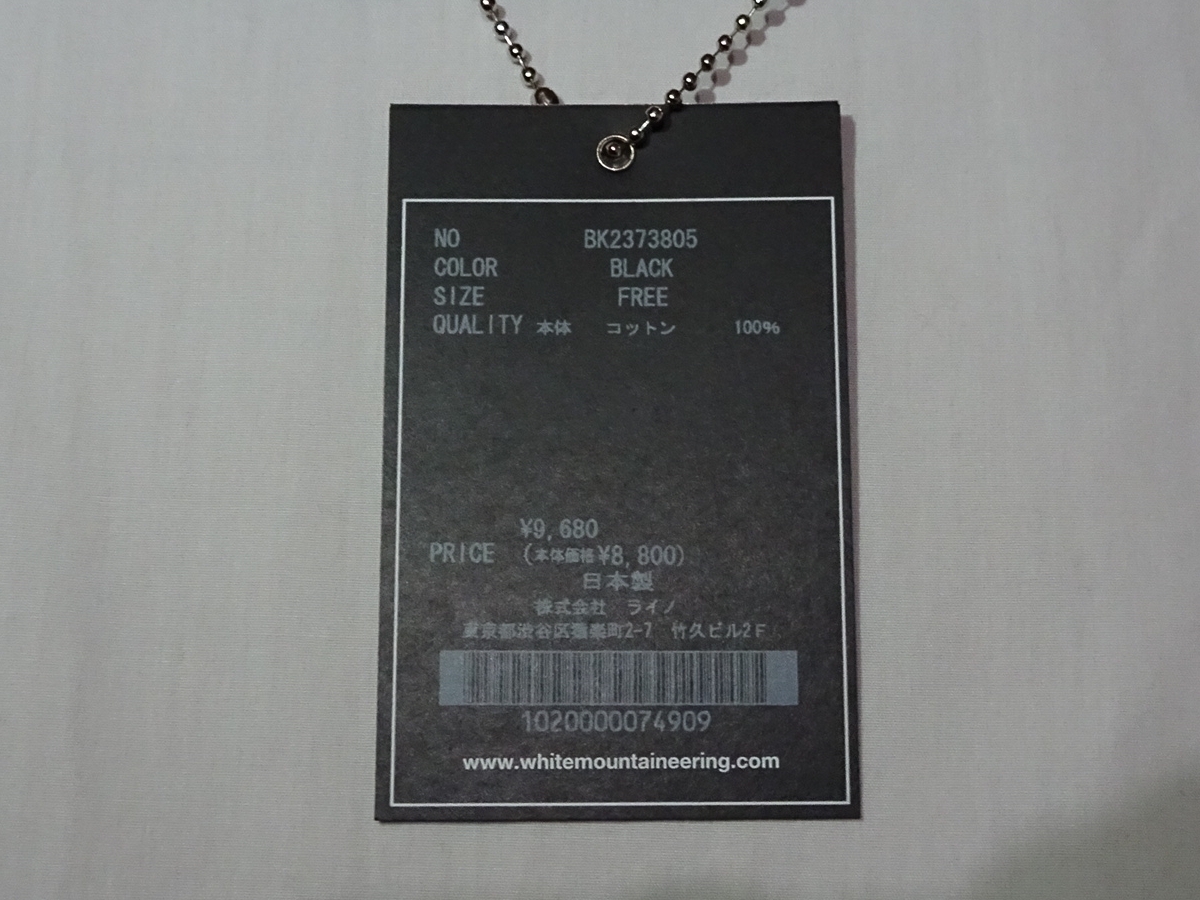 NO BK2373805
COLOR BLACK
SIZE FREE
QUALITY 本体 コットン 100%
¥9,680
PRICE (本体価格¥8,800)
日本製
株式会社 ライノ
東京都渋谷区猿楽町2-7 竹久ビル2F
1020000074909
www.whitemountaineering.com